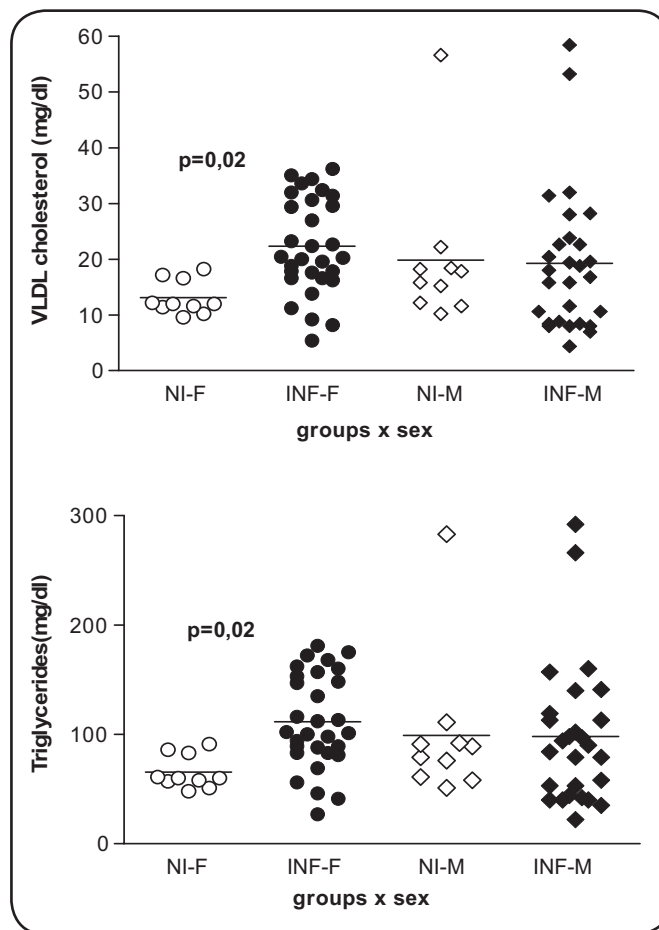 60
50
40
30
20
10
0
VLDL cholesterol (mg/dl)
p=0,02
NI-F INF-F NI-M INF-M
groups x sex
300
200
100
0
Triglycerides(mg/dl)
p=0,02
NI-F INF-F NI-M INF-M
groups x sex